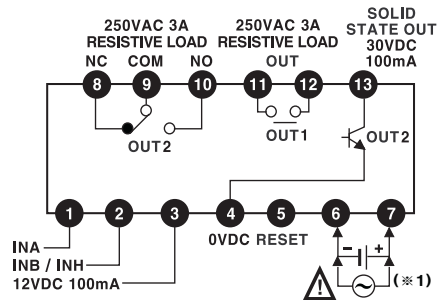 250VAC 3A
RESISTIVE LOAD
250VAC 3A
RESISTIVE LOAD
SOLID
STATE OUT
30VDC
100mA
NC COM NO
OUT
8 9 10 11 12 13
OUT2
OUT1
OUT2
1 2 3 4 5 6 7
0VDC RESET
INA
INB / INH
12VDC 100mA
- +
(※1)